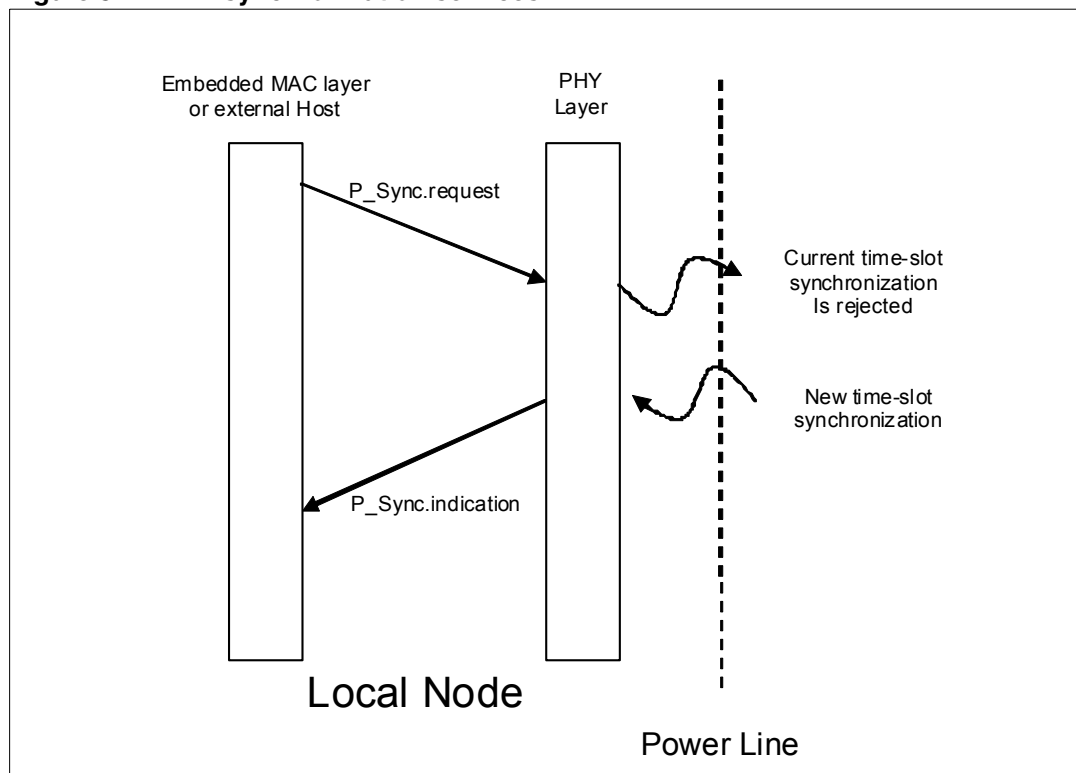 Embedded MAC layer
or external Host
PHY
Layer
P_Sync.request
Current time-slot
synchronization
Is rejected
New time-slot
synchronization
P_Sync.indication
Local Node
Power Line